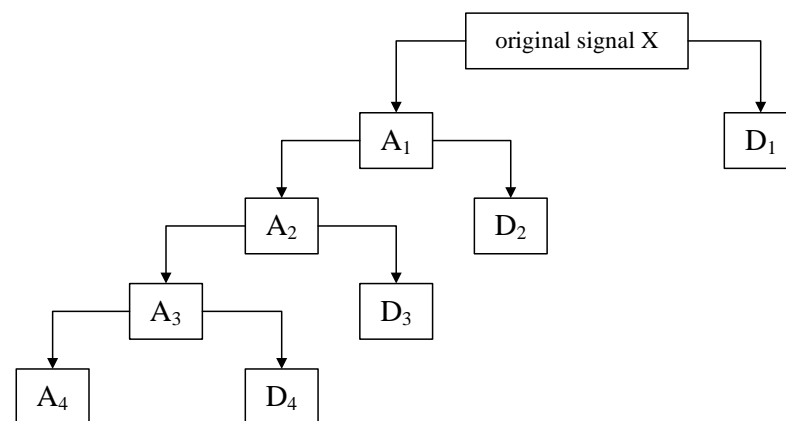 original signal X
A₁
D₁
A₂
D₂
A₃
D₃
A₄
D₄